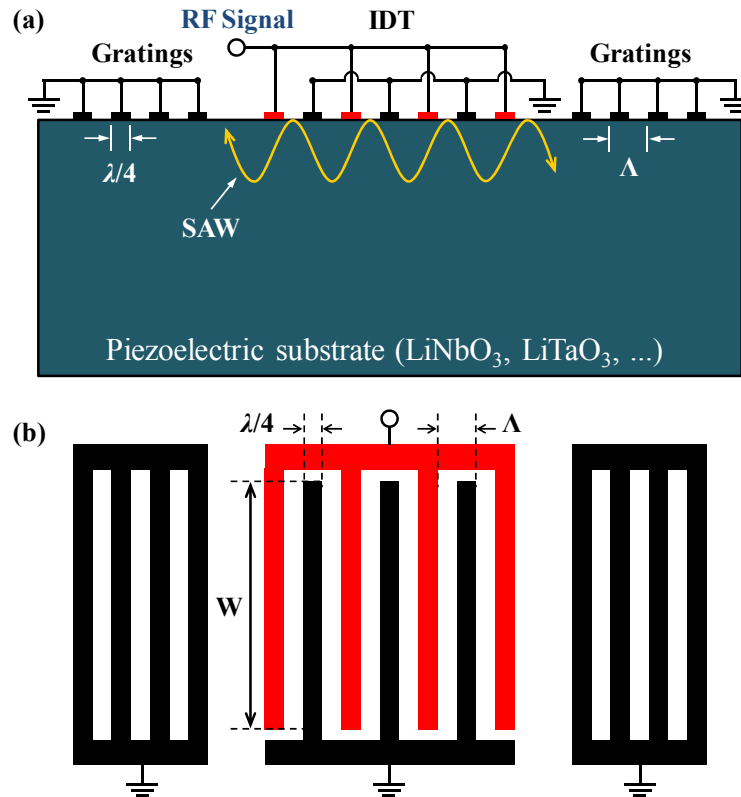 (a)
RF Signal
IDT
Gratings
Gratings
λ/4
Λ
SAW
Piezoelectric substrate (LiNbO₃, LiTaO₃, ...)
(b)
λ/4
Λ
W